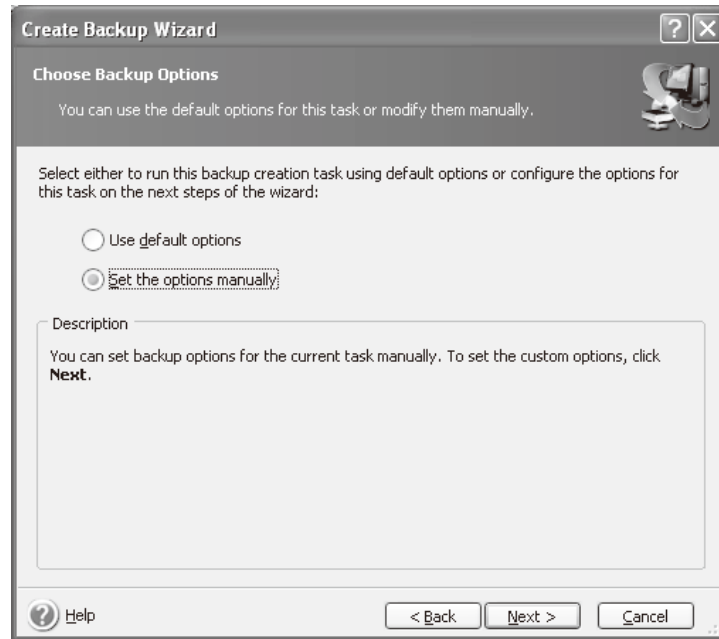 Create Backup Wizard
Choose Backup Options
You can use the default options for this task or modify them manually.
Select either to run this backup creation task using default options or configure the options for
this task on the next steps of the wizard:
Use default options
Set the options manually
Description
You can set backup options for the current task manually. To set the custom options, click
Next.
Help
< Back
Next >
Cancel